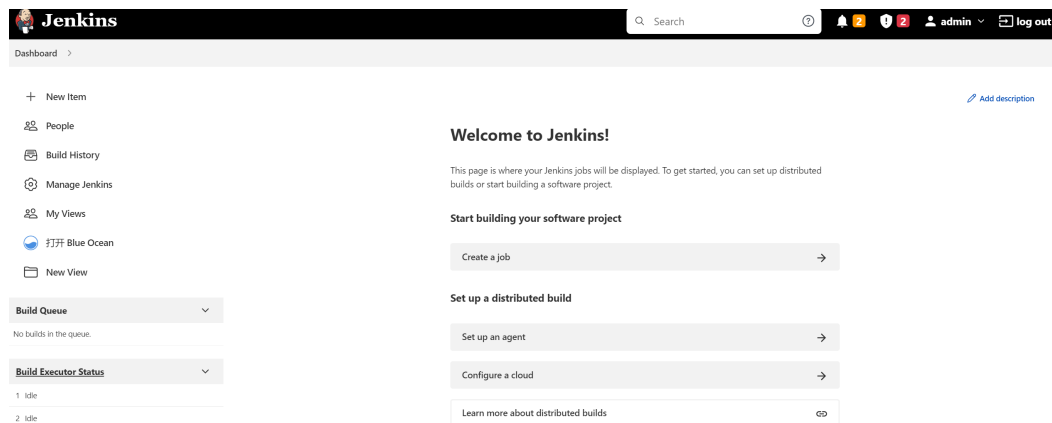 Jenkins
Search
2
2
admin
log out
Dashboard
Add description
New Item
People
Build History
Manage Jenkins
My Views
打开 Blue Ocean
New View
Build Queue
No builds in the queue.
Build Executor Status
1 Idle
2 Idle
Welcome to Jenkins!
This page is where your Jenkins jobs will be displayed. To get started, you can set up distributed
builds or start building a software project.
Start building your software project
Create a job
Set up a distributed build
Set up an agent
Configure a cloud
Learn more about distributed builds